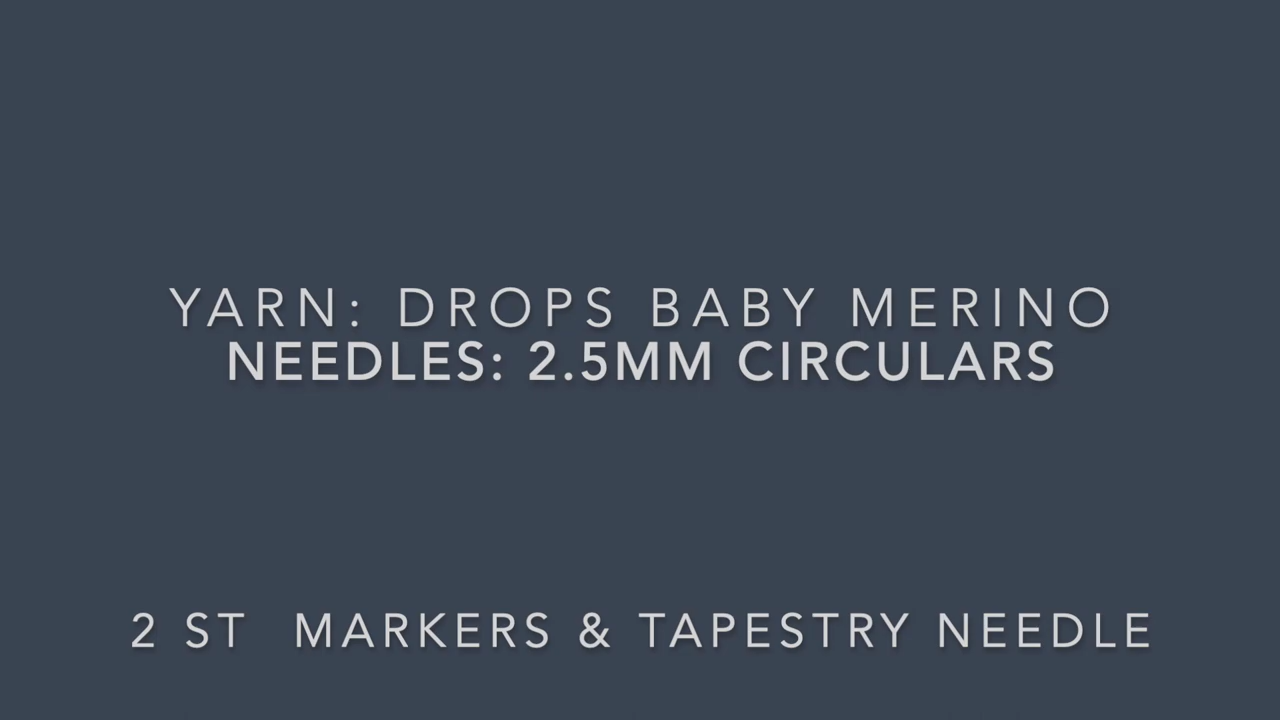 YARN: DROPS BABY MERINO
NEEDLES: 2.5MM CIRCULARS
2 ST MARKERS & TAPESTRY NEEDLE